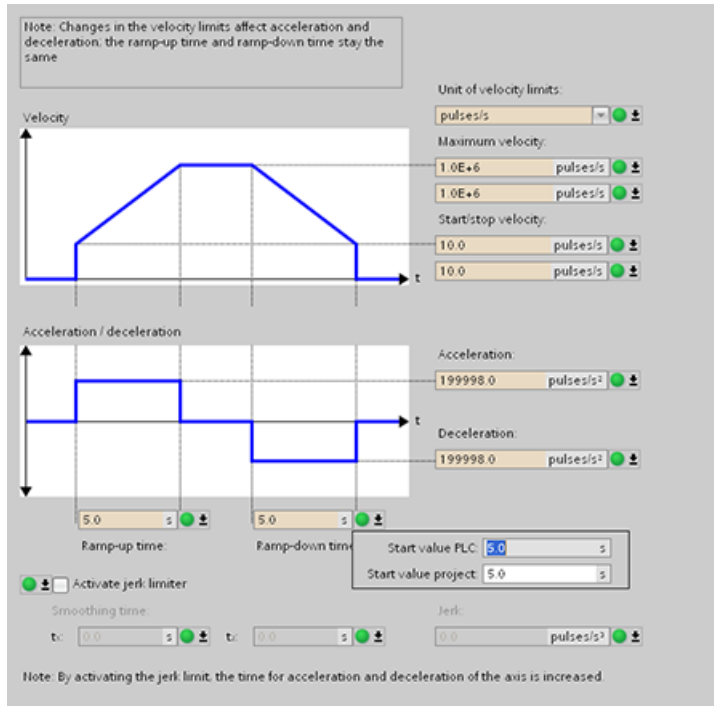 Note: Changes in the velocity limits affect acceleration and
deceleration; the ramp-up time and ramp-down time stay the
same
Unit of velocity limits:
pulses/s
Velocity
Maximum velocity:
1.0E+6 pulses/s
1.0E+6 pulses/s
Start/stop velocity:
10.0 pulses/s
10.0 pulses/s
t
Acceleration / deceleration
Acceleration:
199998.0 pulses/s²
t
Deceleration:
199998.0 pulses/s²
5.0 s 5.0 s
Ramp-up time: Ramp-down time
Start value PLC: 5.0 s
Start value project: 5.0 s
Activate jerk limiter
Smoothing time: Jerk:
0.0 s 0.0 s 0.0 pulses/s³
Note: By activating the jerk limit, the time for acceleration and deceleration of the axis is increased.